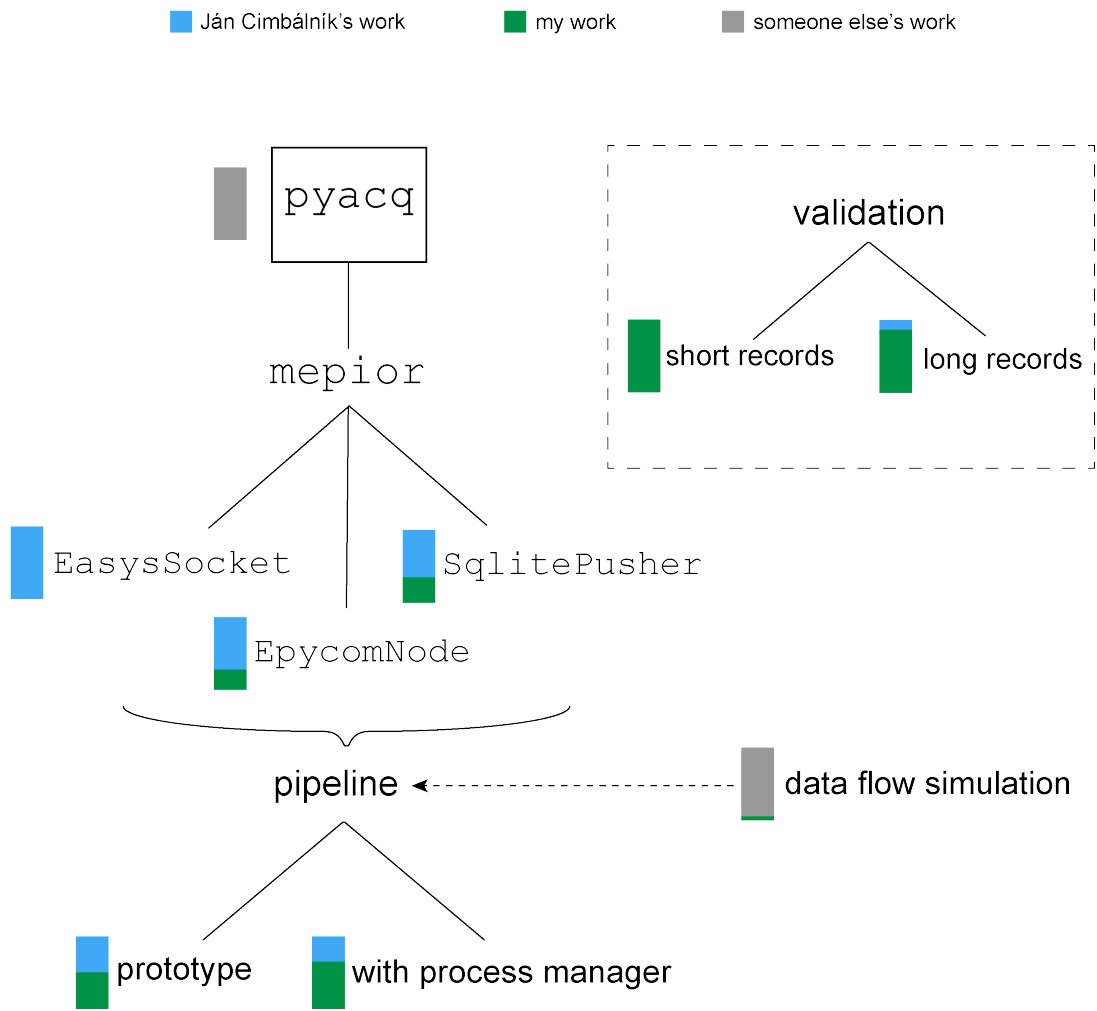 Ján Cimbálník's work
my work
someone else's work
pyacq
validation
short records
long records
mepior
EasysSocket
SqlitePusher
EpycomNode
pipeline
data flow simulation
prototype
with process manager